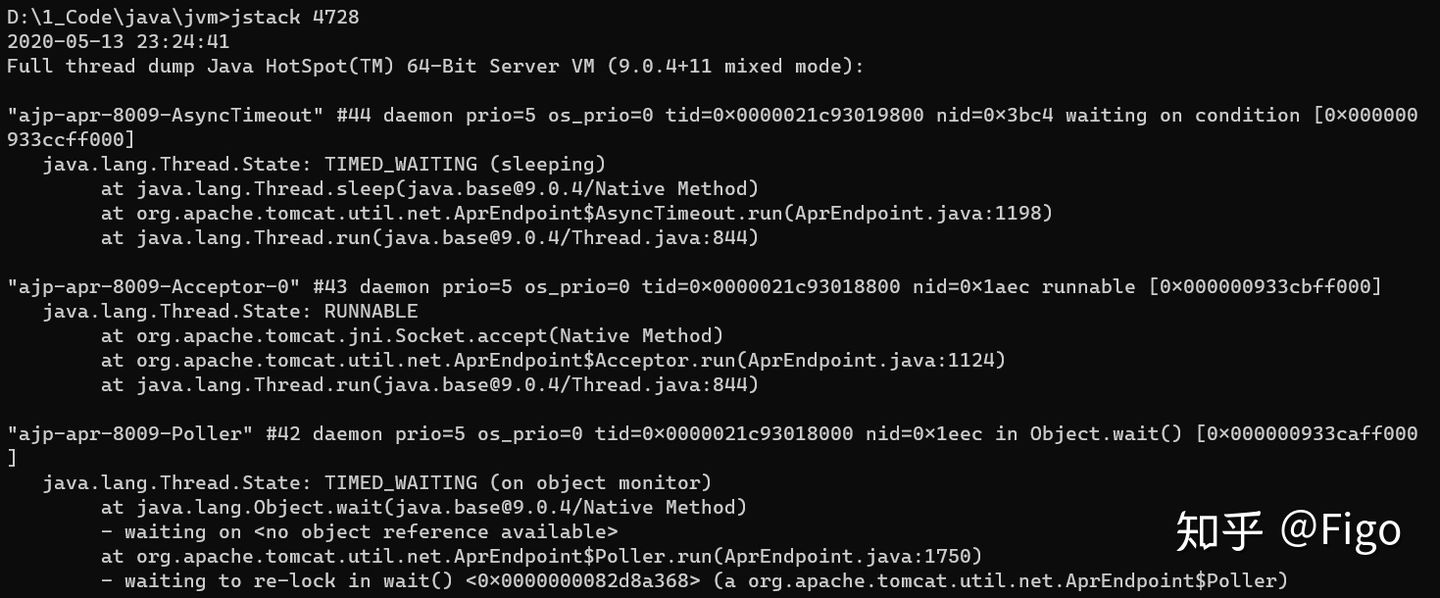 D:\1_Code\java\jvm>jstack 4728
2020-05-13 23:24:41
Full thread dump Java HotSpot(TM) 64-Bit Server VM (9.0.4+11 mixed mode):
"ajp-apr-8009-AsyncTimeout" #44 daemon prio=5 os_prio=0 tid=0x0000021c93019800 nid=0x3bc4 waiting on condition [0x000000
933ccff000]
   java.lang.Thread.State: TIMED_WAITING (sleeping)
        at java.lang.Thread.sleep(java.base@9.0.4/Native Method)
        at org.apache.tomcat.util.net.AprEndpoint$AsyncTimeout.run(AprEndpoint.java:1198)
        at java.lang.Thread.run(java.base@9.0.4/Thread.java:844)
"ajp-apr-8009-Acceptor-0" #43 daemon prio=5 os_prio=0 tid=0x0000021c93018800 nid=0x1aec runnable [0x000000933cbff000]
   java.lang.Thread.State: RUNNABLE
        at org.apache.tomcat.jni.Socket.accept(Native Method)
        at org.apache.tomcat.util.net.AprEndpoint$Acceptor.run(AprEndpoint.java:1124)
        at java.lang.Thread.run(java.base@9.0.4/Thread.java:844)
"ajp-apr-8009-Poller" #42 daemon prio=5 os_prio=0 tid=0x0000021c93018000 nid=0x1eec in Object.wait() [0x000000933caff000
]
   java.lang.Thread.State: TIMED_WAITING (on object monitor)
        at java.lang.Object.wait(java.base@9.0.4/Native Method)
        - waiting on <no object reference available>
        at org.apache.tomcat.util.net.AprEndpoint$Poller.run(AprEndpoint.java:1750)
        - waiting to re-lock in wait() <0x0000000082d8a368> (a org.apache.tomcat.util.net.AprEndpoint$Poller)
知乎 @Figo